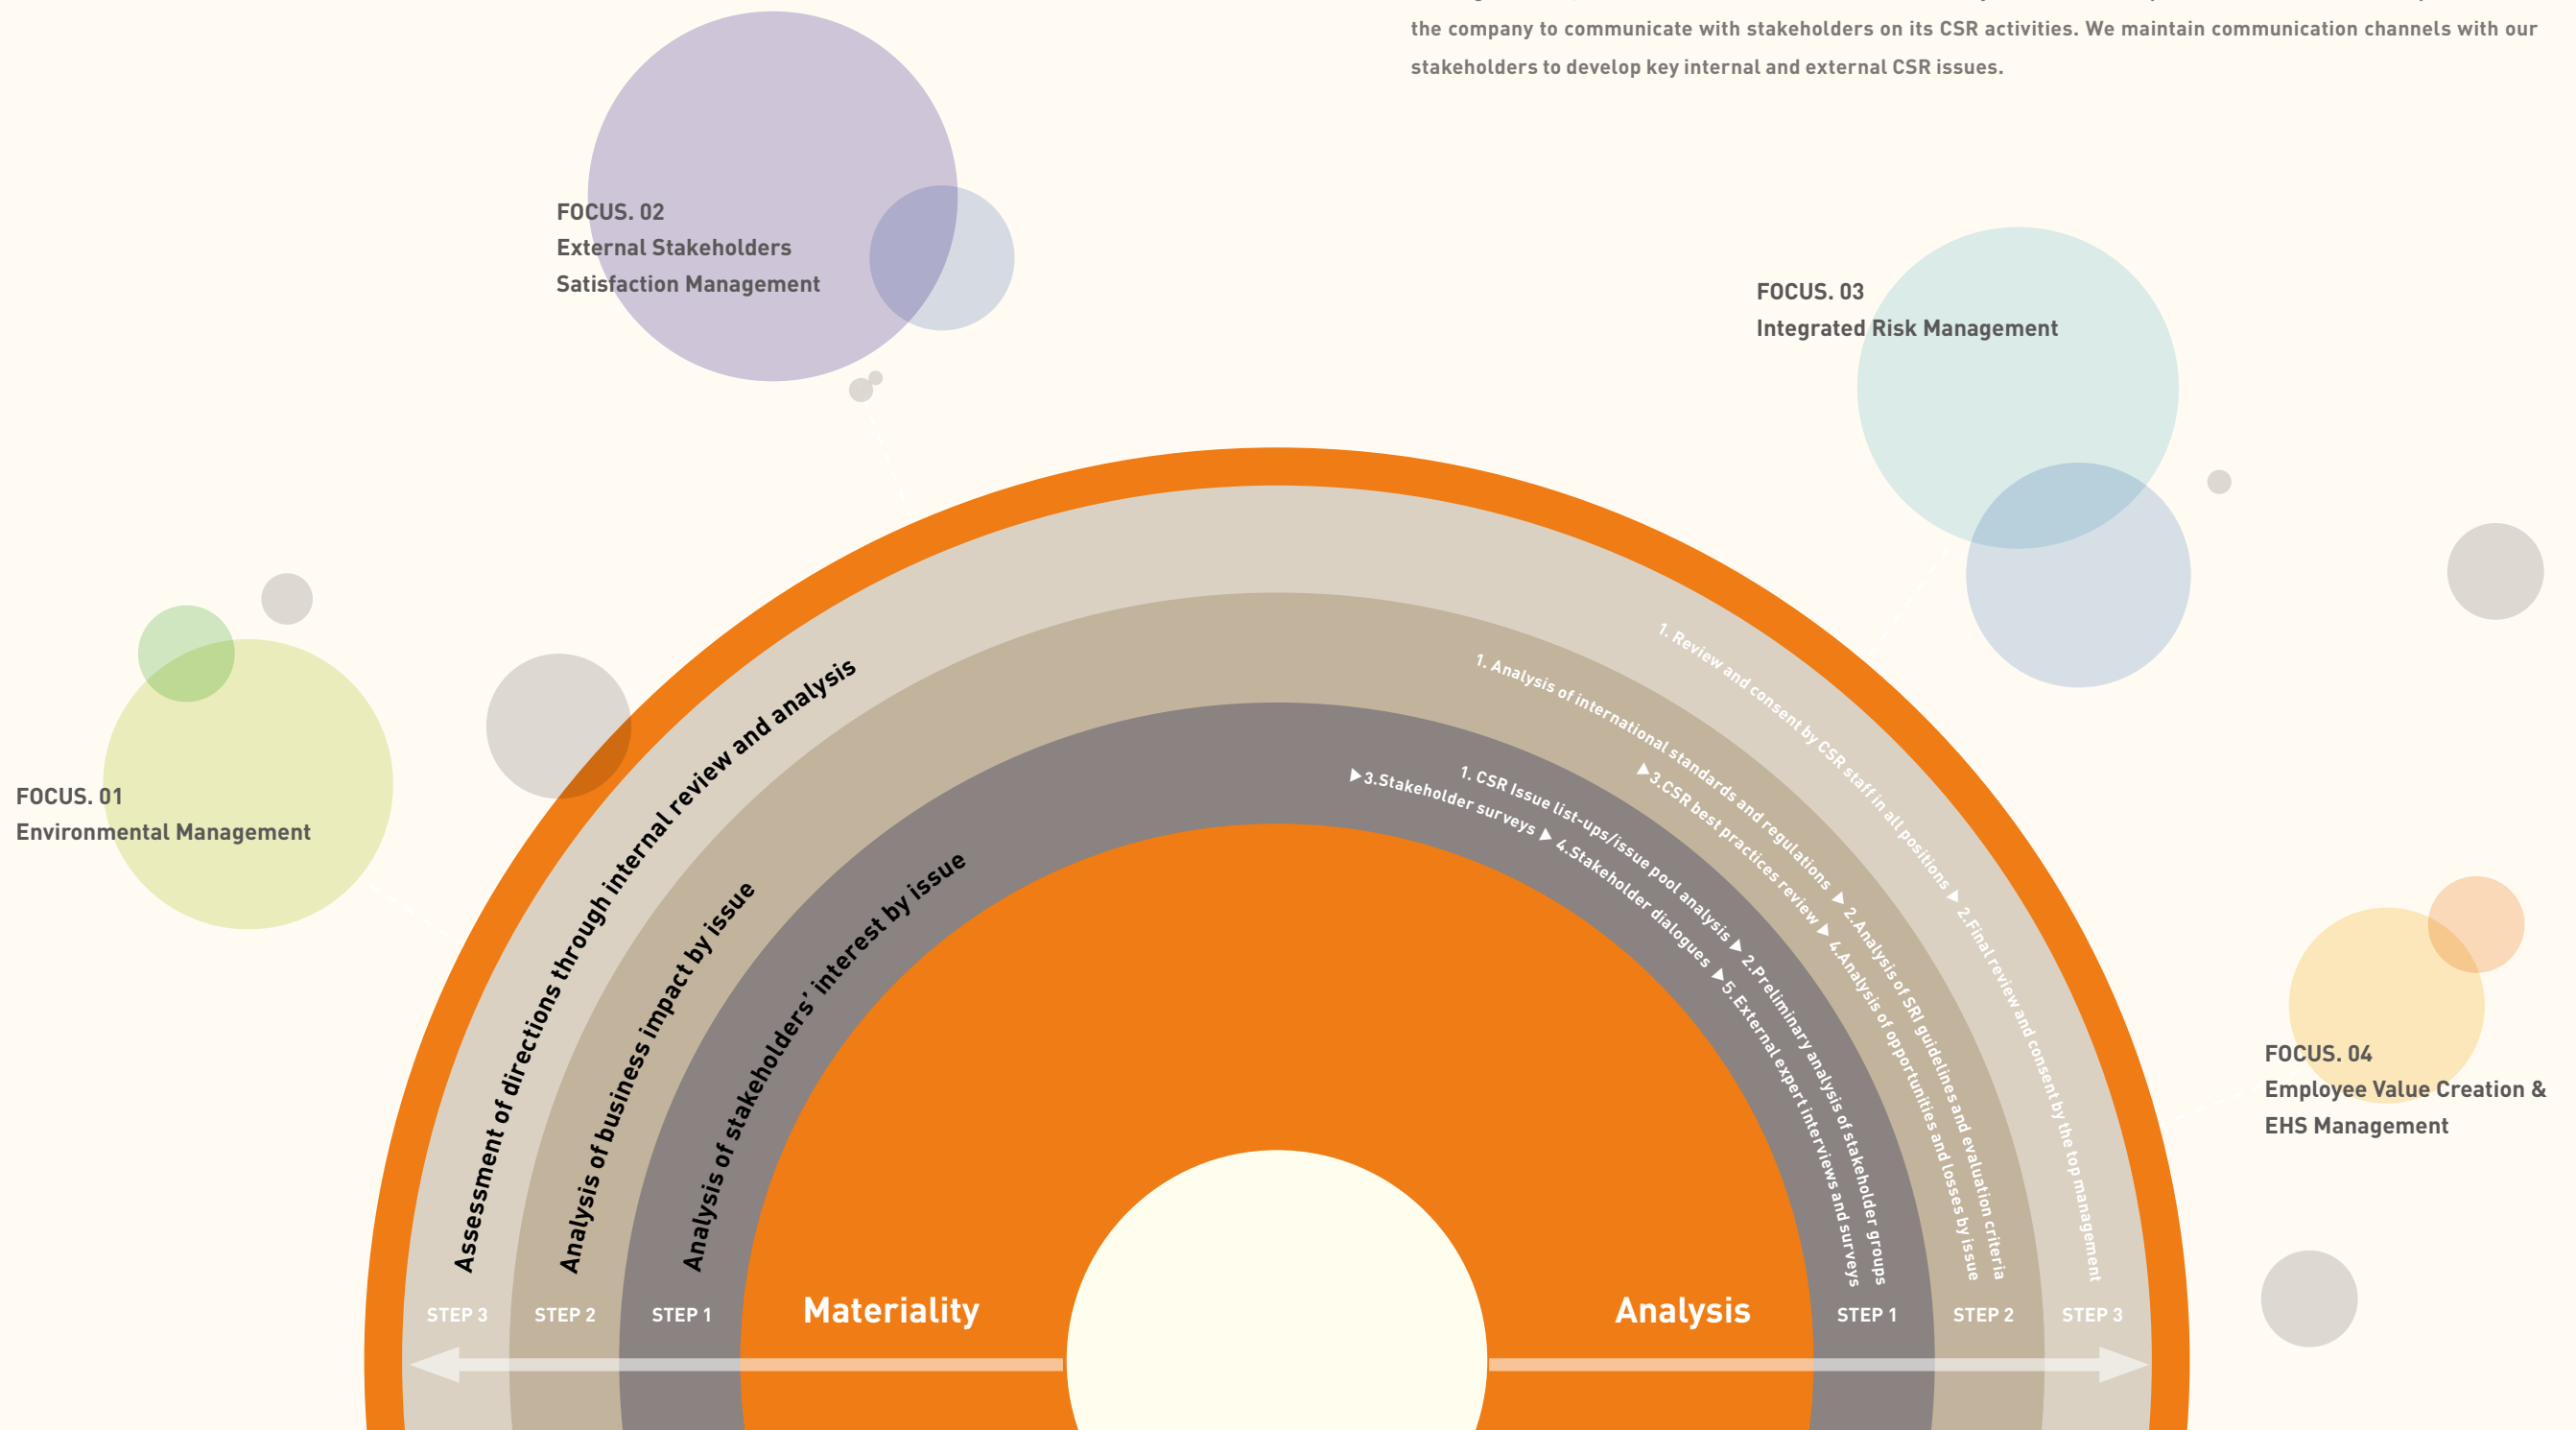 the company to communicate with stakeholders on its CSR activities. We maintain communication channels with our
stakeholders to develop key internal and external CSR issues.
FOCUS. 02
External Stakeholders
Satisfaction Management
FOCUS. 03
Integrated Risk Management
FOCUS. 01
Environmental Management
FOCUS. 04
Employee Value Creation &
EHS Management
Assessment of directions through internal review and analysis
Analysis of business impact by issue
Analysis of stakeholders’ interest by issue
1. Review and consent by CSR staff in all positions ▶ 2.Final review and consent by the top management
1. Analysis of international standards and regulations ▶ 2.Analysis of SRI guidelines and evaluation criteria
▶ 3.CSR best practices review ▶ 4.Analysis of opportunities and losses by issue
1. CSR Issue list-ups/issue pool analysis ▶ 2.Preliminary analysis of stakeholder groups
▶ 3.Stakeholder surveys ▶ 4.Stakeholder dialogues ▶ 5.External expert interviews and surveys
STEP 3
STEP 2
STEP 1
Materiality
Analysis
STEP 1
STEP 2
STEP 3